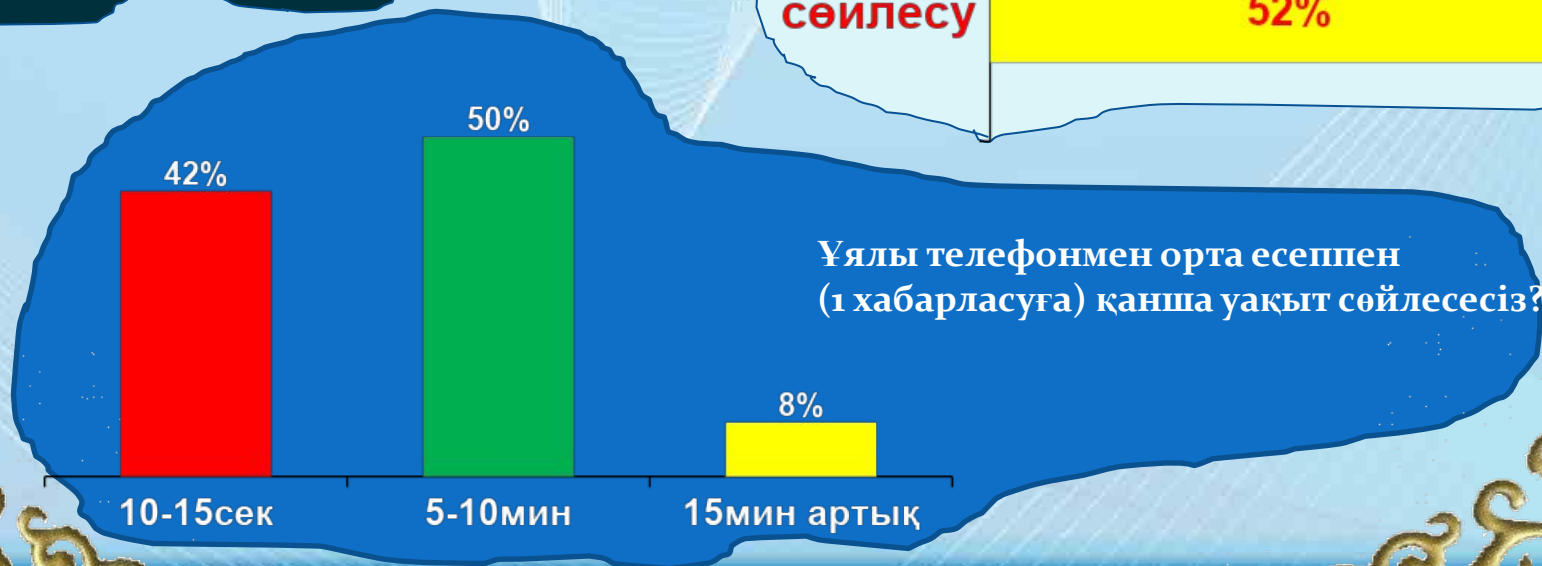 сөйлесу
52%
50%
42%
Ұялы телефонмен орта есеппен
(1 хабарласуға) қанша уақыт сөйлесесіз?
8%
10-15сек
5-10мин
15мин артық